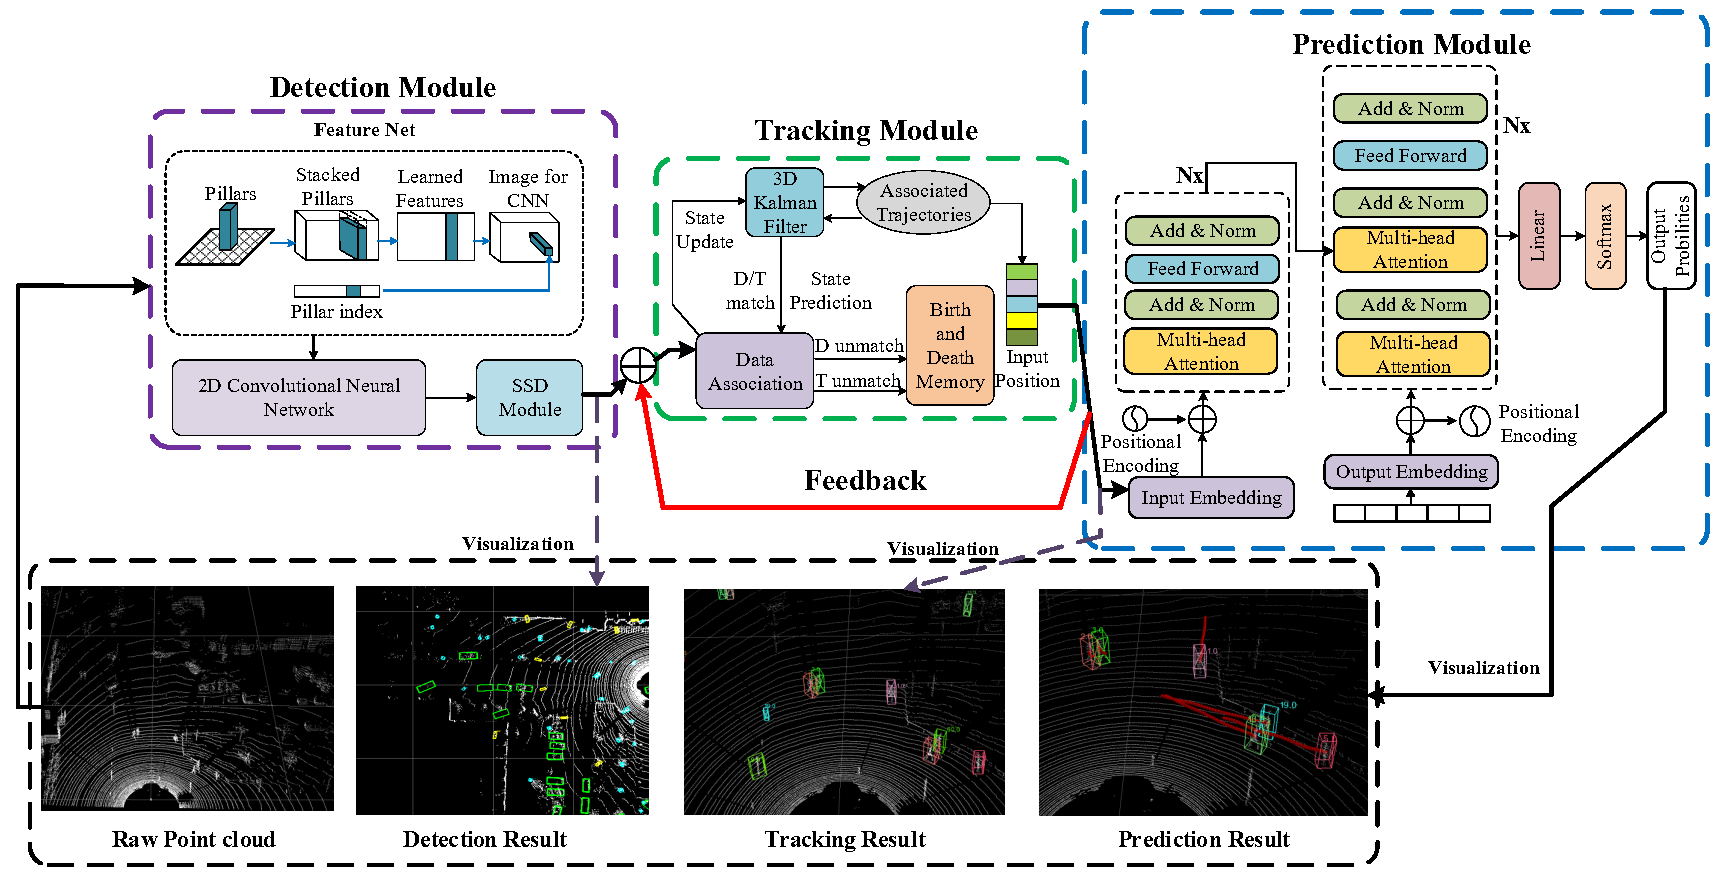 Detection Module
Feature Net
Pillars
Stacked
Pillars
Learned
Features
Image for
CNN
Pillar index
2D Convolutional Neural
Network
SSD
Module
Tracking Module
3D
Kalman
Filter
Associated
Trajectories
State
Update
D/T
match
State
Prediction
Data
Association
D unmatch
T unmatch
Birth
and
Death
Memory
Input
Position
Feedback
Prediction Module
Nx
Add & Norm
Feed Forward
Add & Norm
Multi-head
Attention
Positional
Encoding
Input Embedding
Nx
Add & Norm
Feed Forward
Add & Norm
Multi-head
Attention
Add & Norm
Multi-head
Attention
Positional
Encoding
Output Embedding
Linear
Softmax
Output
Probilities
Visualization
Visualization
Visualization
19.0
Raw Point cloud
Detection Result
Tracking Result
Prediction Result